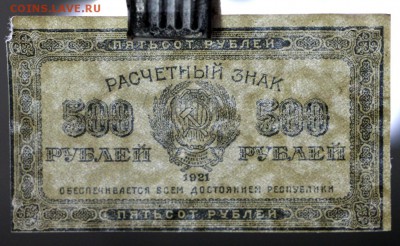 COINS.LAVE.RU
ПЯТЬСОТ РУБЛЕЙ
РАСЧЕТНЫЙ ЗНАК
500 500
РУБЛЕЙ РУБЛЕЙ
1921
ОБЕСПЕЧИВАЕТСЯ ВСЕМ ДОСТОЯНИЕМ РЕСПУБЛИКИ
ПЯТЬСОТ РУБЛЕЙ